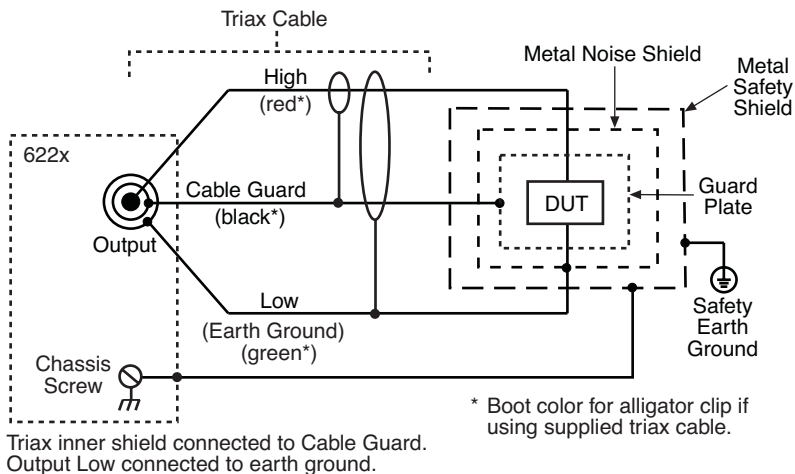 Triax Cable
Metal Noise Shield
Metal
Safety
Shield
High
(red*)
622x
Cable Guard
(black*)
Guard
Plate
DUT
Output
Low
(Earth Ground)
(green*)
Safety
Earth
Ground
Chassis
Screw
* Boot color for alligator clip if
using supplied triax cable.
Triax inner shield connected to Cable Guard.
Output Low connected to earth ground.